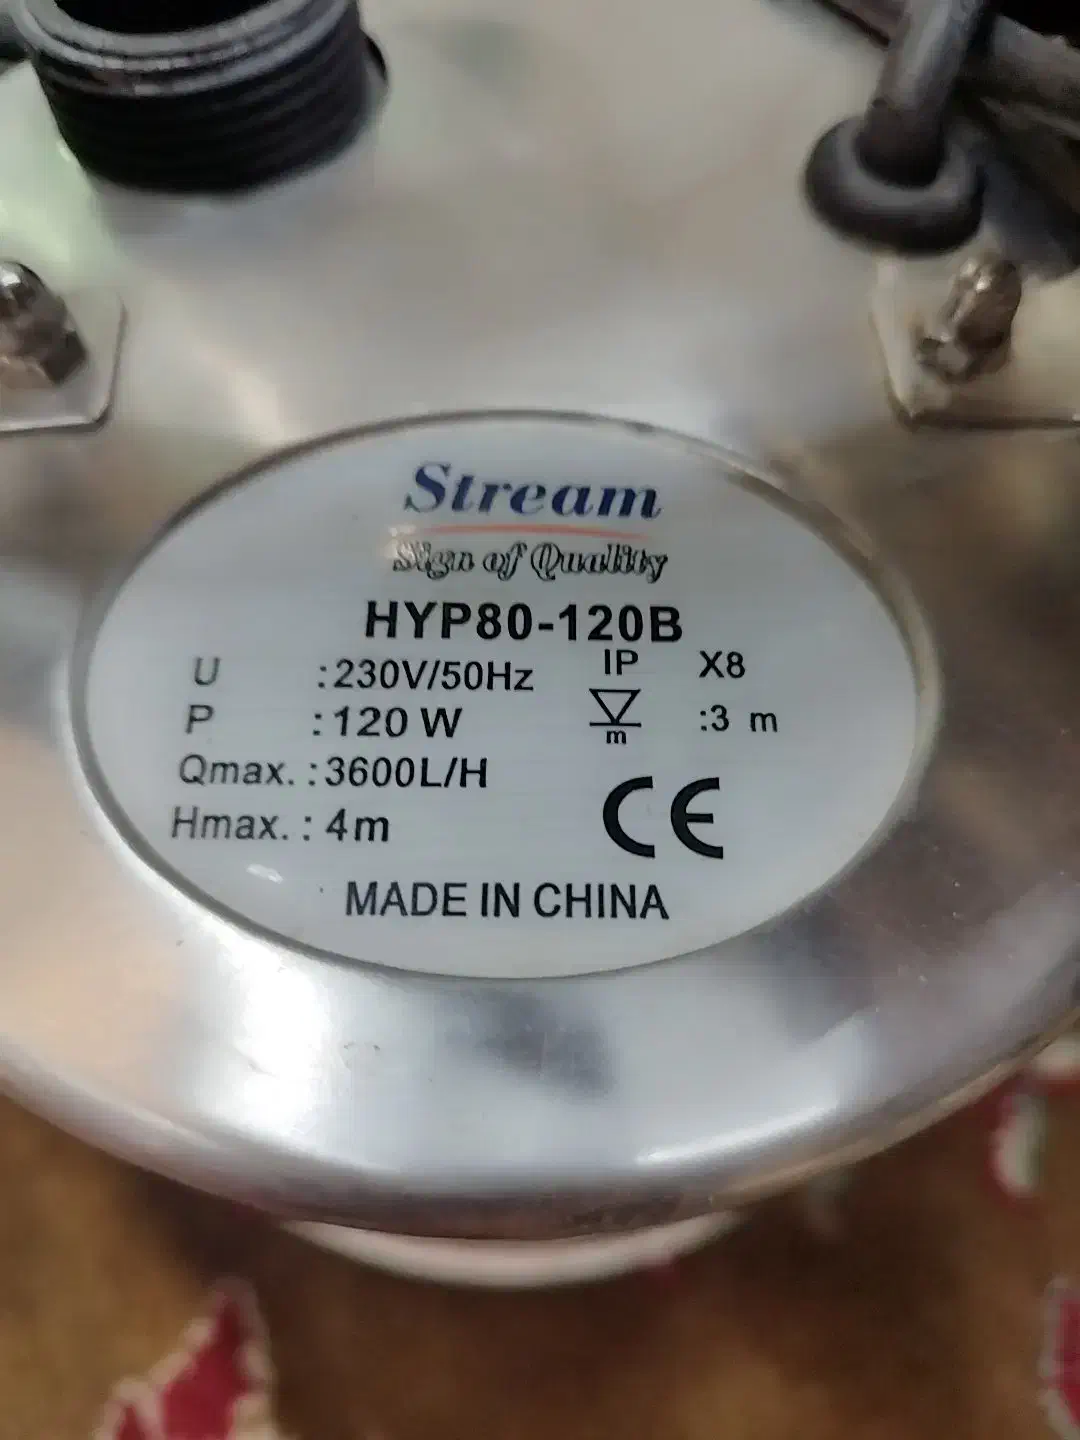 Stream
Sign of Quality
HYP80-120B
U :230V/50Hz IP X8
P :120 W m :3 m
Qmax. :3600L/H
Hmax. : 4m CE
MADE IN CHINA